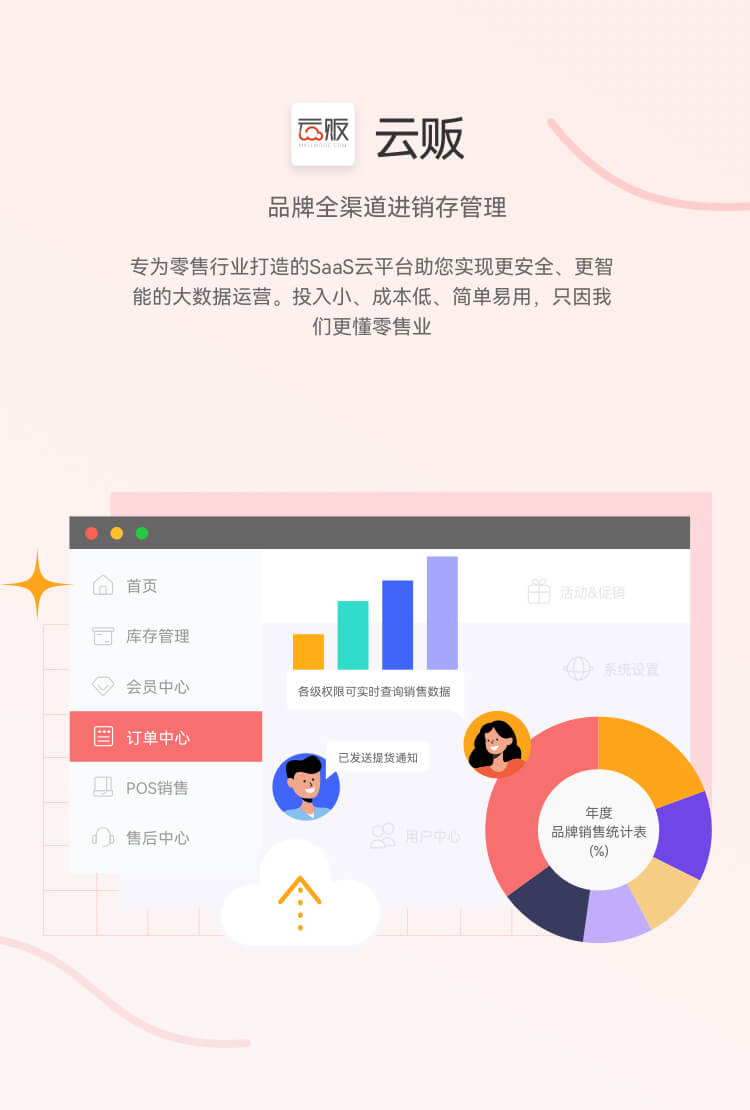 云贩
MALLMODE.COM
云贩
品牌全渠道进销存管理
专为零售行业打造的SaaS云平台助您实现更安全、更智
能的大数据运营。投入小、成本低、简单易用，只因我
们更懂零售业
首页
活动&促销
库存管理
系统设置
会员中心
各级权限可实时查询销售数据
订单中心
已发送提货通知
POS销售
用户中心
售后中心
年度
品牌销售统计表
(%)